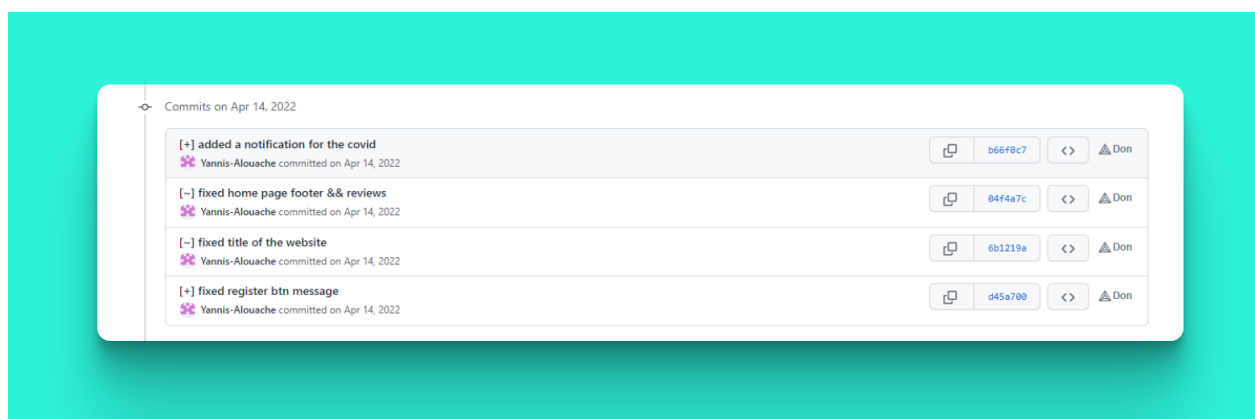 Commits on Apr 14, 2022
[+] added a notification for the covid
Yannis-Alouache committed on Apr 14, 2022
b66f0c7
Don
[~] fixed home page footer && reviews
Yannis-Alouache committed on Apr 14, 2022
04f4a7c
Don
[~] fixed title of the website
Yannis-Alouache committed on Apr 14, 2022
6b1219a
Don
[+] fixed register btn message
Yannis-Alouache committed on Apr 14, 2022
d45a700
Don